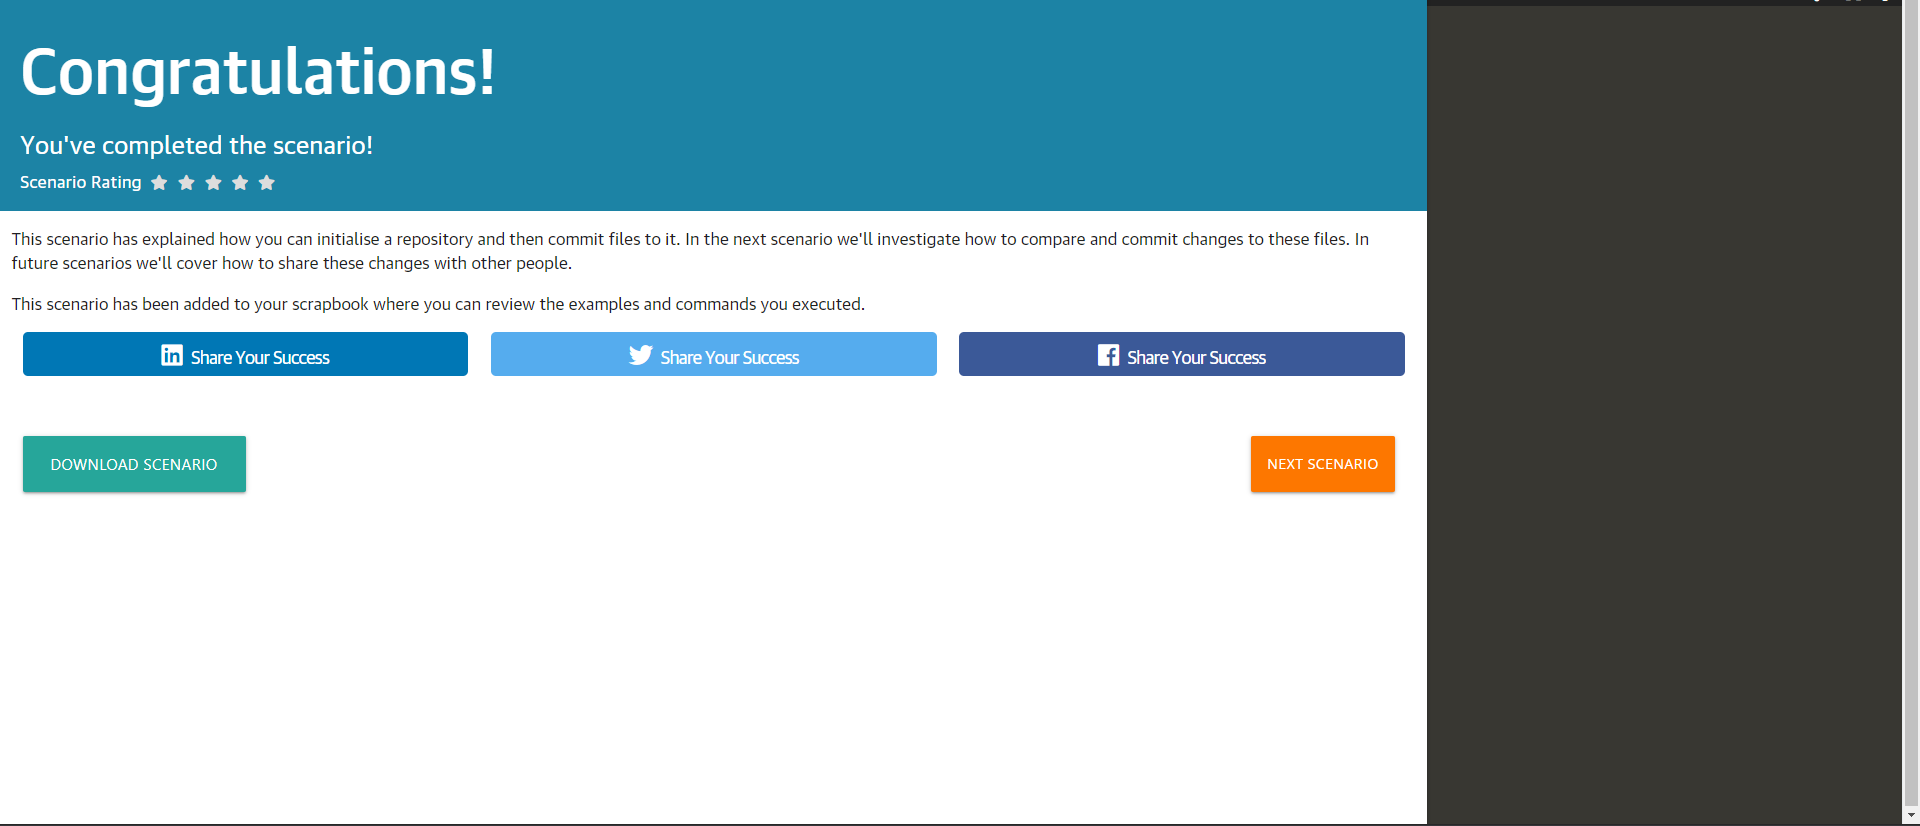 Congratulations!
You've completed the scenario!
Scenario Rating
This scenario has explained how you can initialise a repository and then commit files to it. In the next scenario we'll investigate how to compare and commit changes to these files. In
future scenarios we'll cover how to share these changes with other people.
This scenario has been added to your scrapbook where you can review the examples and commands you executed.
in Share Your Success
Share Your Success
f Share Your Success
DOWNLOAD SCENARIO
NEXT SCENARIO